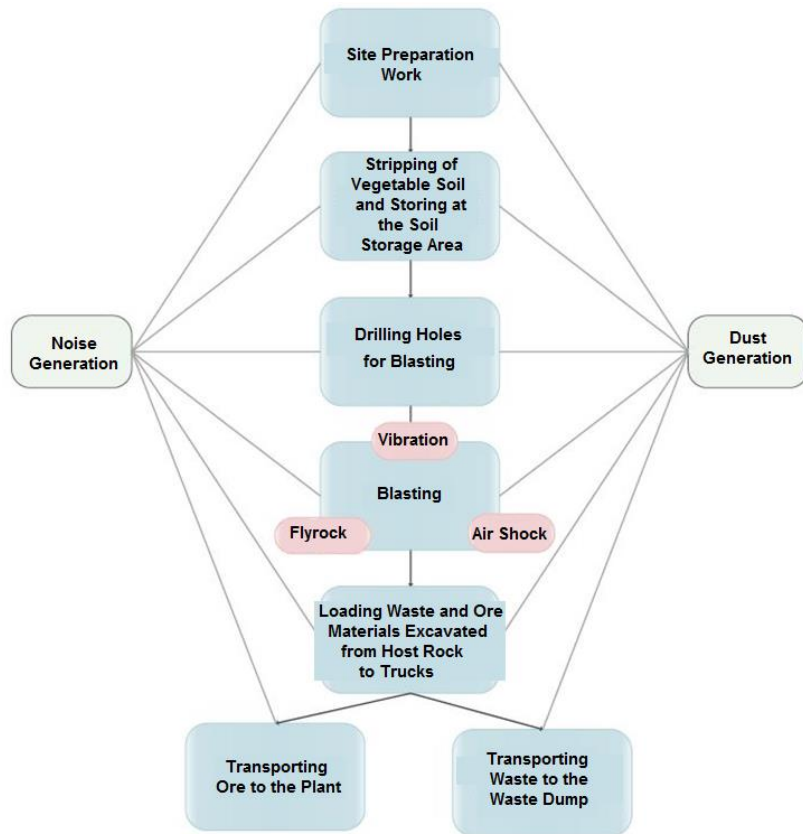 Site Preparation
Work
Stripping of
Vegetable Soil
and Storing at
the Soil
Storage Area
Noise
Generation
Drilling Holes
for Blasting
Dust
Generation
Vibration
Blasting
Flyrock
Air Shock
Loading Waste and Ore
Materials Excavated
from Host Rock
to Trucks
Transporting
Ore to the Plant
Transporting
Waste to the
Waste Dump